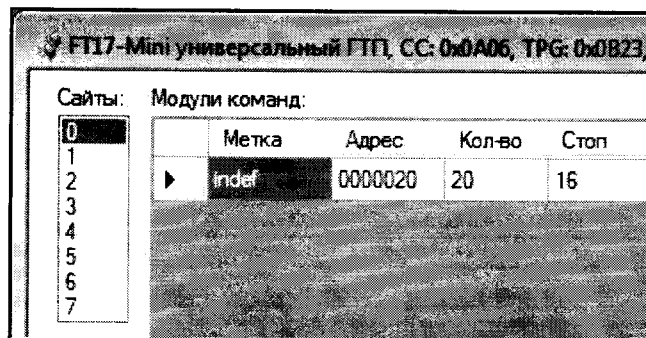 FT17-Mini универсальный ГТП, CC: 0x0A06, TPG: 0x0B23,
Сайты: Модули команд:
0
1
2
3
4
5
6
7
Метка Адрес Кол-во Стоп
indef 0000020 20 16